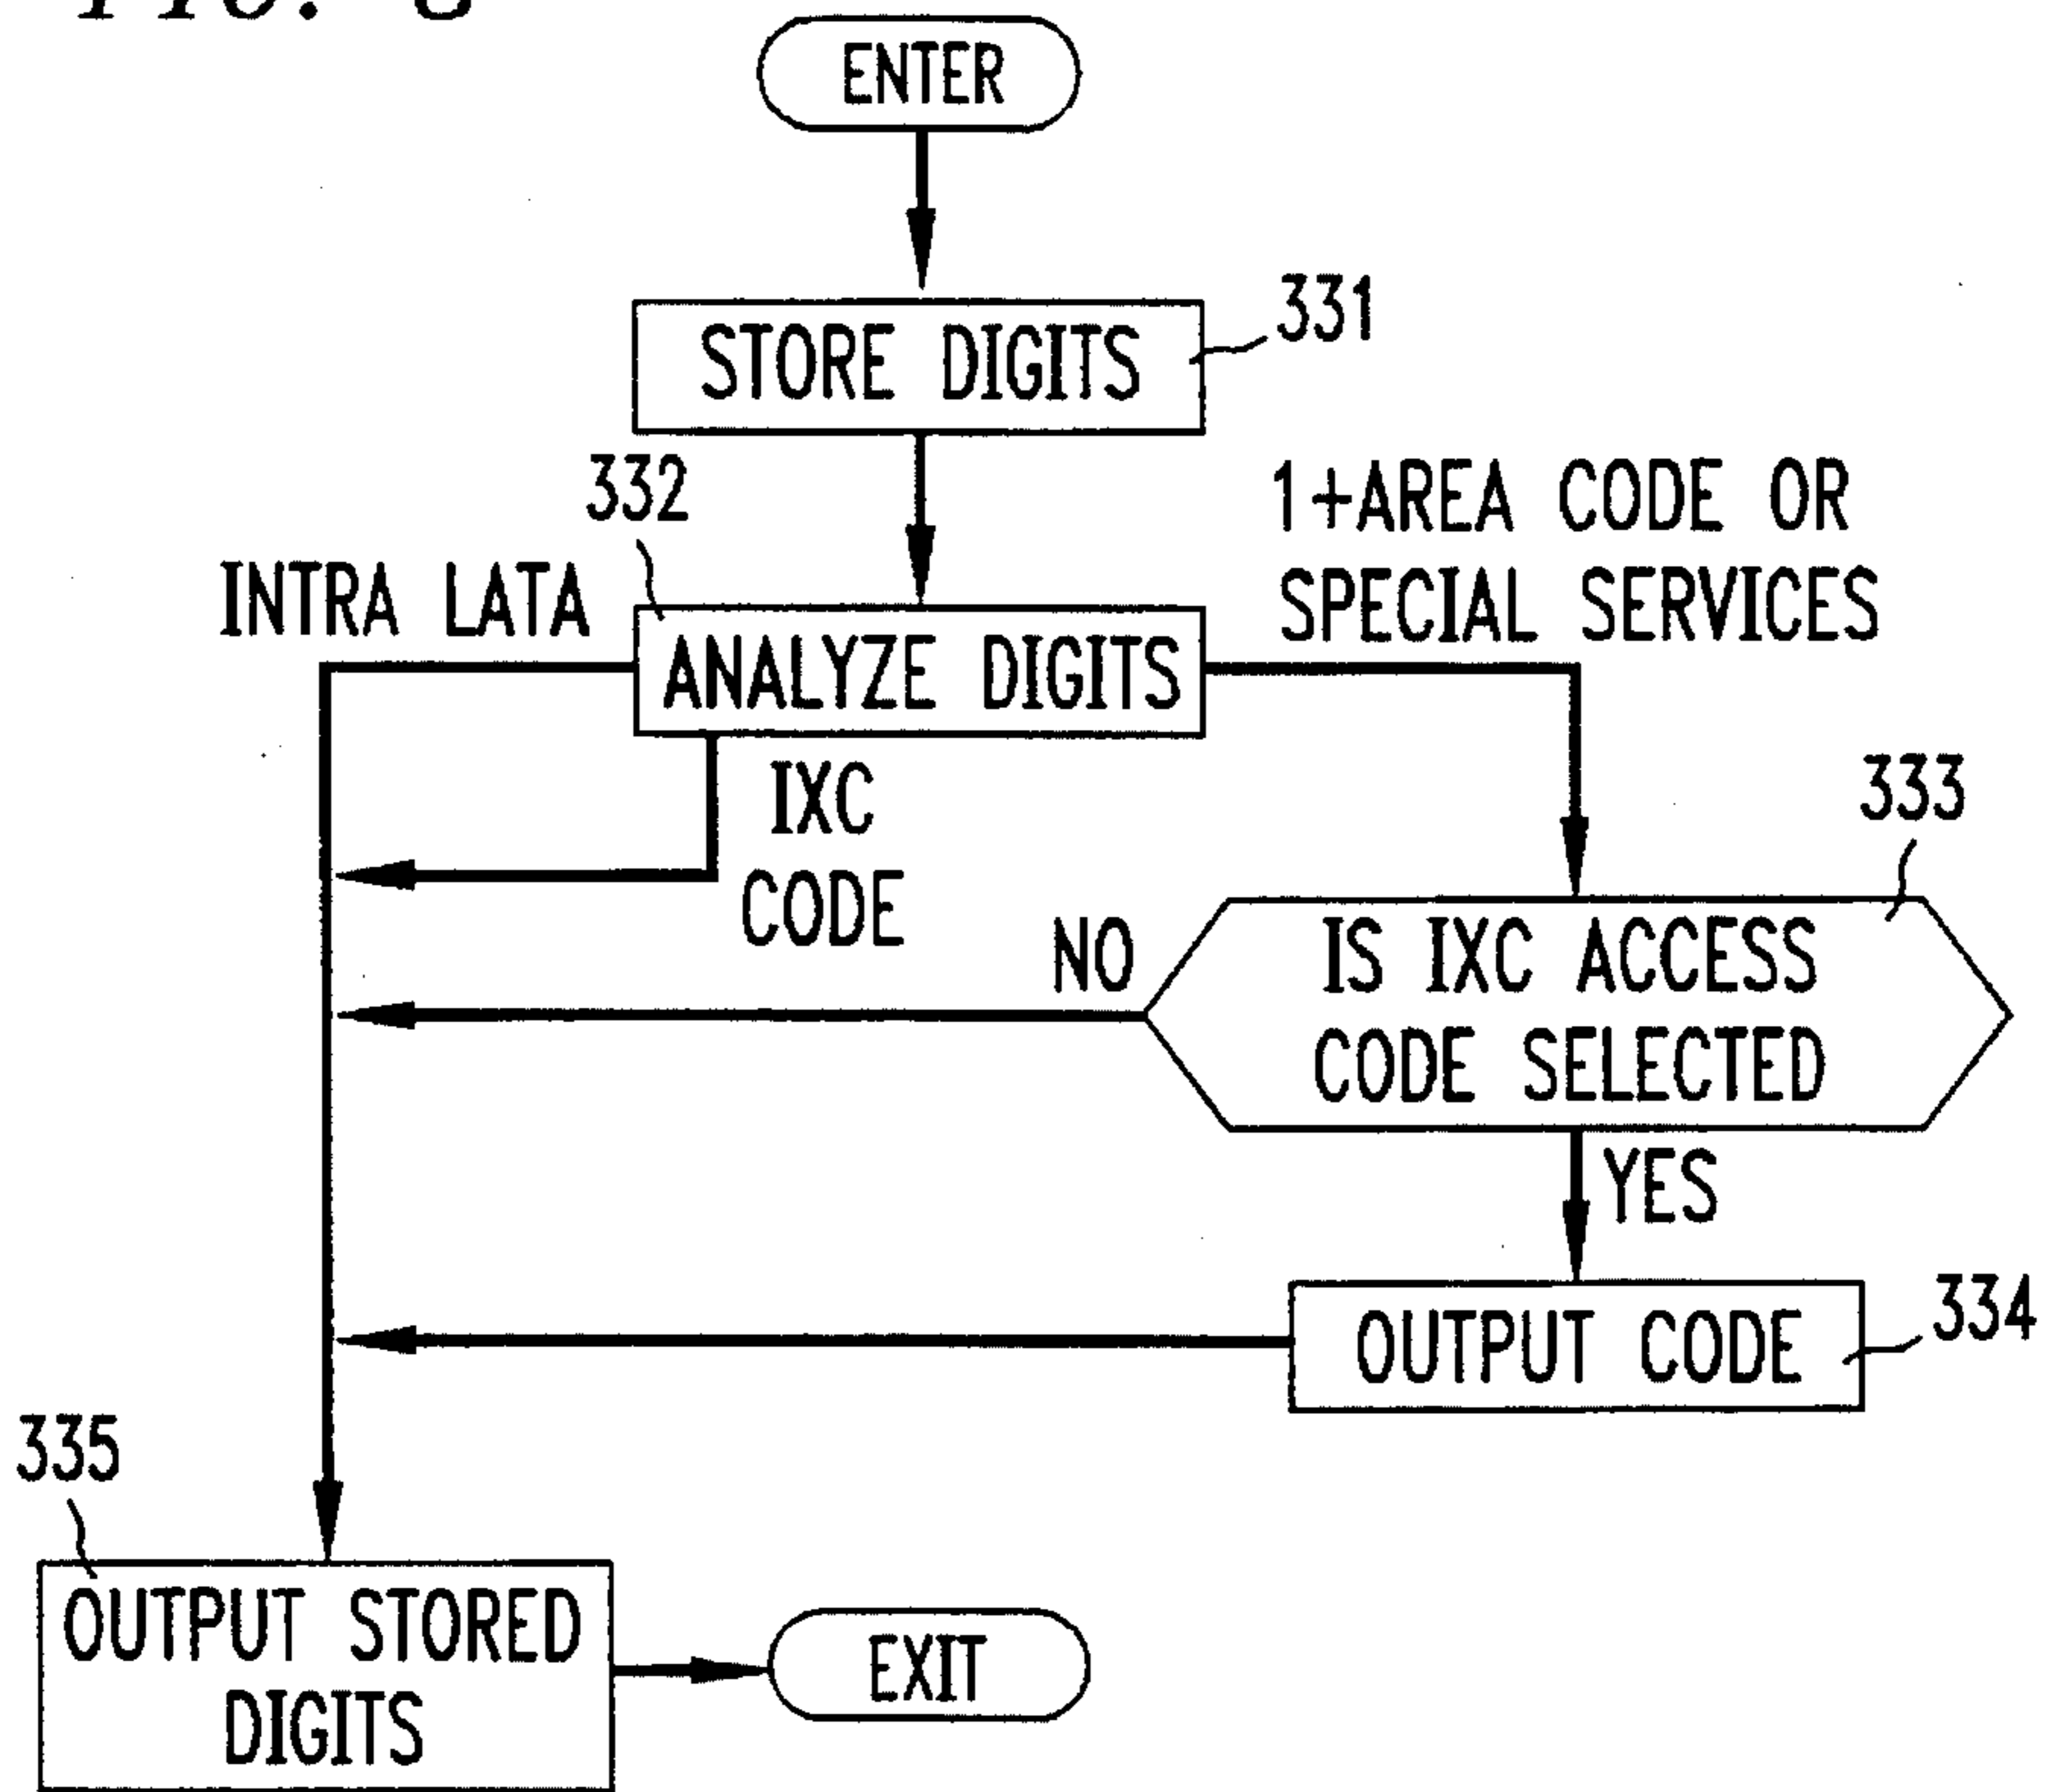 ENTER
STORE DIGITS
331
332
1+AREA CODE OR
SPECIAL SERVICES
INTRA LATA
ANALYZE DIGITS
IXC
CODE
333
NO
IS IXC ACCESS
CODE SELECTED
YES
334
OUTPUT CODE
335
OUTPUT STORED
DIGITS
EXIT